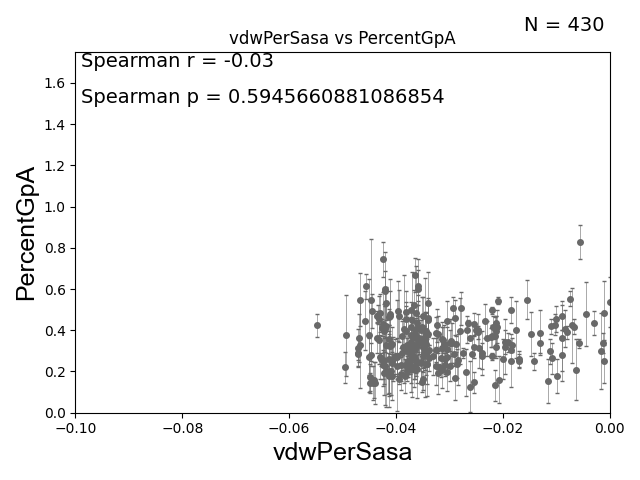 N = 430
vdwPerSasa vs PercentGpA
Spearman r = -0.03
Spearman p = 0.5945660881086854
PercentGpA
1.6
1.4
1.2
1.0
0.8
0.6
0.4
0.2
0.0
−0.10 −0.08 −0.06 −0.04 −0.02 0.00
vdwPerSasa